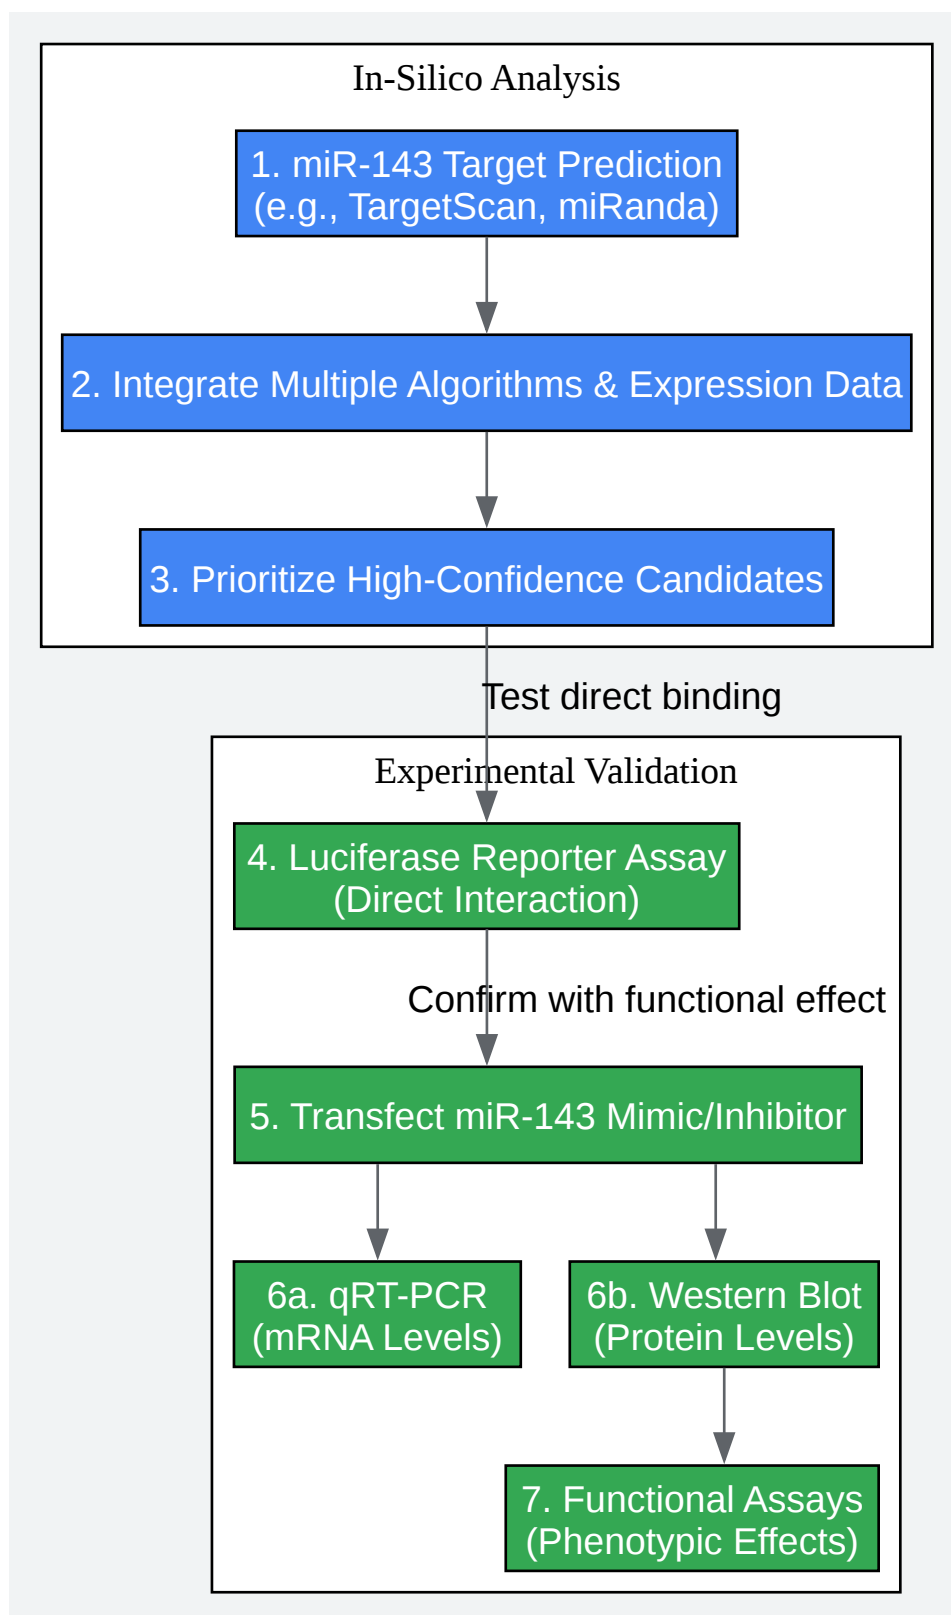 In-Silico Analysis
1. miR-143 Target Prediction
(e.g., TargetScan, miRanda)
2. Integrate Multiple Algorithms & Expression Data
3. Prioritize High-Confidence Candidates
Test direct binding
Experimental Validation
4. Luciferase Reporter Assay
(Direct Interaction)
Confirm with functional effect
5. Transfect miR-143 Mimic/Inhibitor
6a. qRT-PCR
(mRNA Levels)
6b. Western Blot
(Protein Levels)
7. Functional Assays
(Phenotypic Effects)